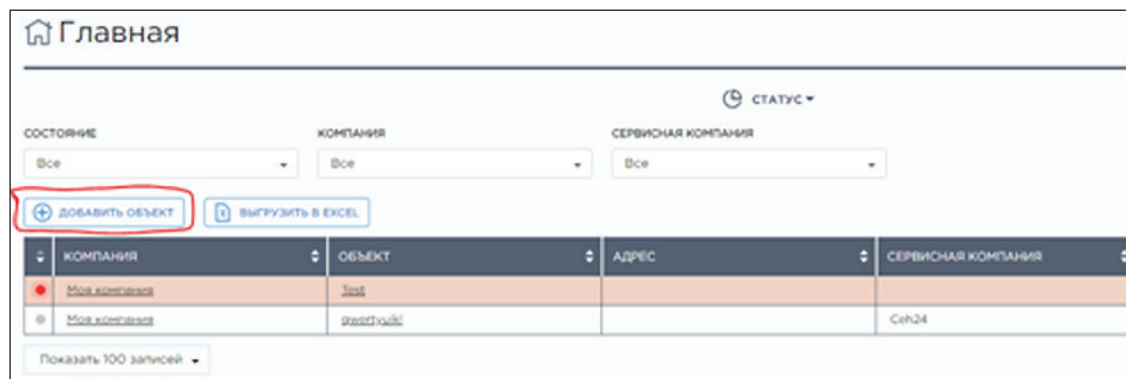 Главная
СТАТУС
СОСТОЯНИЕ КОМПАНИЯ СЕРВИСНАЯ КОМПАНИЯ
Все Все Все
ДОБАВИТЬ ОБЪЕКТ ВЫГРУЗИТЬ В EXCEL
КОМПАНИЯ ОБЪЕКТ АДРЕС СЕРВИСНАЯ КОМПАНИЯ
Моя компания Test
Моя компания qwertyuikl Ceh24
Показать 100 записей